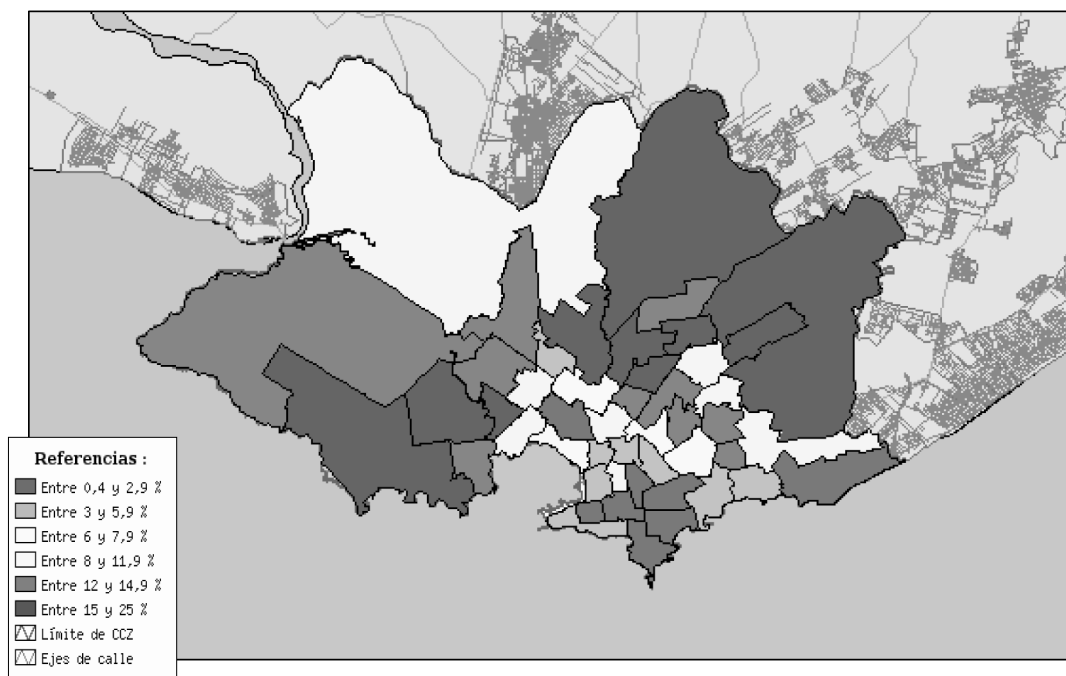 Referencias :
Entre 0,4 y 2,9 %
Entre 3 y 5,9 %
Entre 6 y 7,9 %
Entre 8 y 11,9 %
Entre 12 y 14,9 %
Entre 15 y 25 %
Límite de CCZ
Ejes de calle